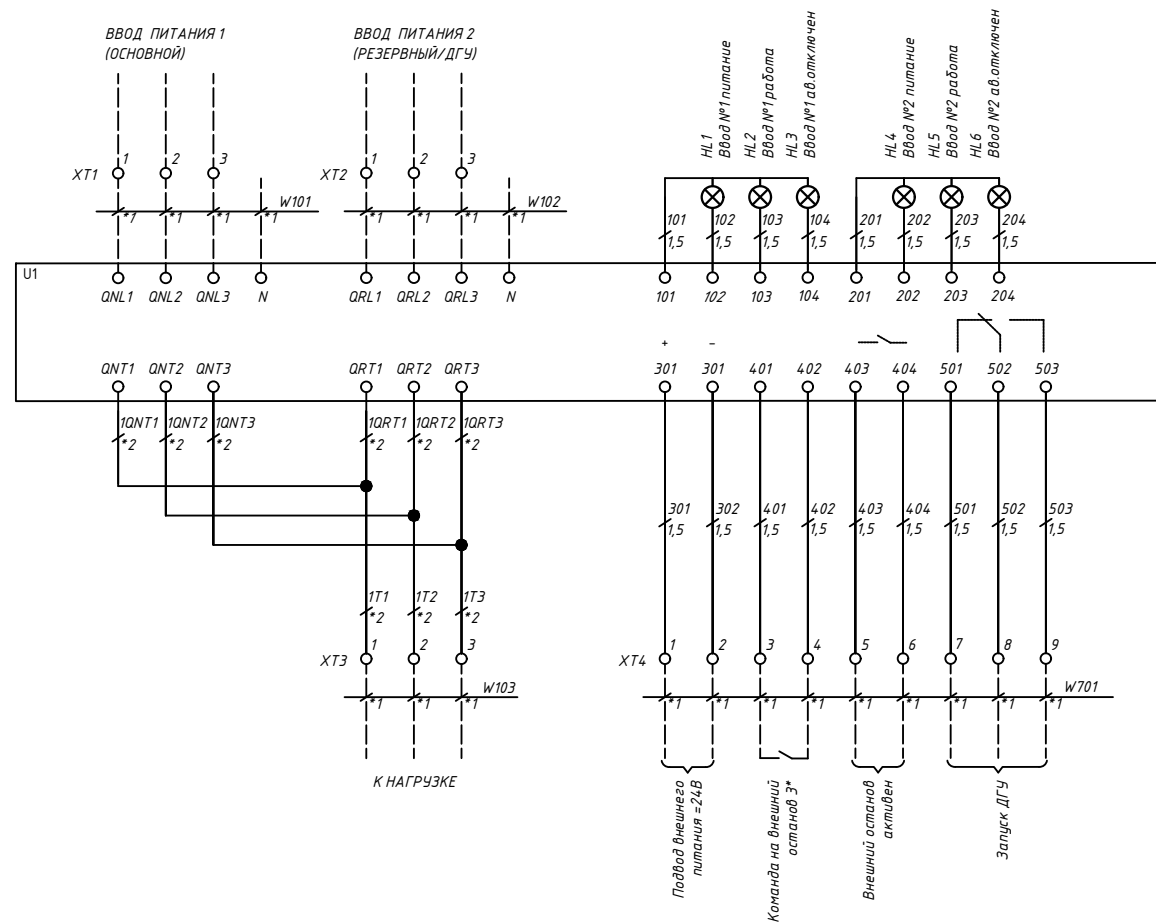 ВВОД ПИТАНИЯ 1
(ОСНОВНОЙ)
ВВОД ПИТАНИЯ 2
(РЕЗЕРВНЫЙ/ДГУ)
HL1
Ввод №1 питание
HL2
Ввод №1 работа
HL3
Ввод №1 ав.отключен
HL4
Ввод №2 питание
HL5
Ввод №2 работа
HL6
Ввод №2 ав.отключен
XT1 1 2 3
XT2 1 2 3
W101
*1 *1 *1 *1
W102
*1 *1 *1 *1
101 102 103 104 201 202 203 204
1,5 1,5 1,5 1,5 1,5 1,5 1,5 1,5
U1
QNL1 QNL2 QNL3 N QRL1 QRL2 QRL3 N 101 102 103 104 201 202 203 204
+ -
QNT1 QNT2 QNT3 QRT1 QRT2 QRT3 301 301 401 402 403 404 501 502 503
1QNT1 1QNT2 1QNT3 1QRT1 1QRT2 1QRT3
*2 *2 *2 *2 *2 *2
301 302 401 402 403 404 501 502 503
1,5 1,5 1,5 1,5 1,5 1,5 1,5 1,5 1,5
1T1 1T2 1T3
*2 *2 *2
XT3 1 2 3
XT4 1 2 3 4 5 6 7 8 9
W103
*1 *1 *1
W701
*1 *1 *1 *1 *1 *1 *1 *1 *1
К НАГРУЗКЕ
Подвод внешнего
питания =24В
Команда на внешний
останов 3*
Внешний останов
активен
Запуск ДГУ